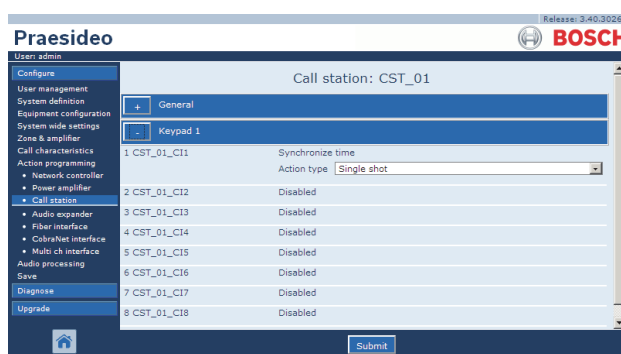 Release: 3.40.3026
Praesideo
BOSCH
User: admin
Configure
User management
System definition
Equipment configuration
System wide settings
Zone & amplifier
Call characteristics
Action programming
• Network controller
• Power amplifier
• Call station
• Audio expander
• Fiber interface
• CobraNet interface
• Multi ch interface
Audio processing
Save
Diagnose
Upgrade
Call station: CST_01
+ General
- Keypad 1
1 CST_01_CI1 Synchronize time
Action type Single shot
2 CST_01_CI2 Disabled
3 CST_01_CI3 Disabled
4 CST_01_CI4 Disabled
5 CST_01_CI5 Disabled
6 CST_01_CI6 Disabled
7 CST_01_CI7 Disabled
8 CST_01_CI8 Disabled
Submit